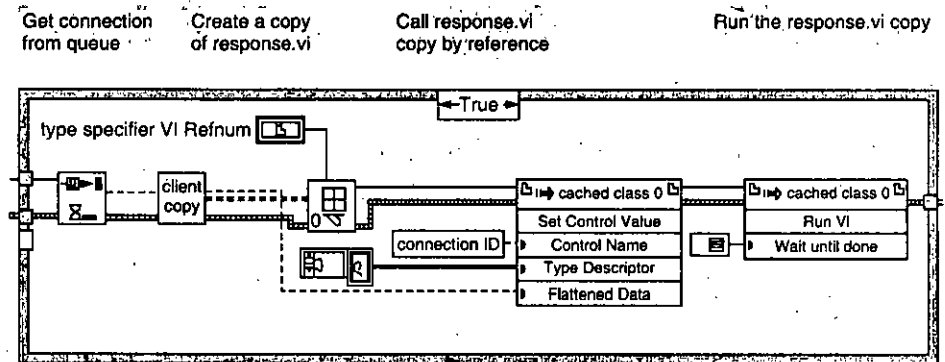 Get connection
from queue
Create a copy
of response.vi
Call response.vi
copy by reference
Run the response.vi copy
True
type specifier VI Refnum
client
copy
0
cached class 0
Set Control Value
Control Name
Type Descriptor
Flattened Data
connection ID
cached class 0
Run VI
Wait until done